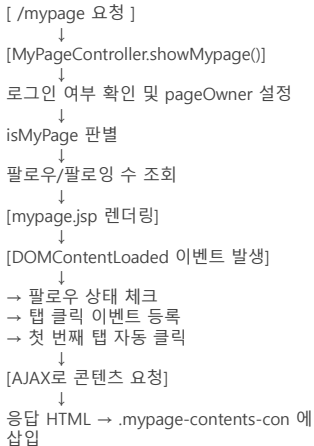 [ /mypage 요청 ]
↓
[MyPageController.showMypage()]
↓
로그인 여부 확인 및 pageOwner 설정
↓
isMyPage 판별
↓
팔로우/팔로잉 수 조회
↓
[mypage.jsp 렌더링]
↓
[DOMContentLoaded 이벤트 발생]
↓
→ 팔로우 상태 체크
→ 탭 클릭 이벤트 등록
→ 첫 번째 탭 자동 클릭
↓
[AJAX로 콘텐츠 요청]
↓
응답 HTML → .mypage-contents-con 에
삽입